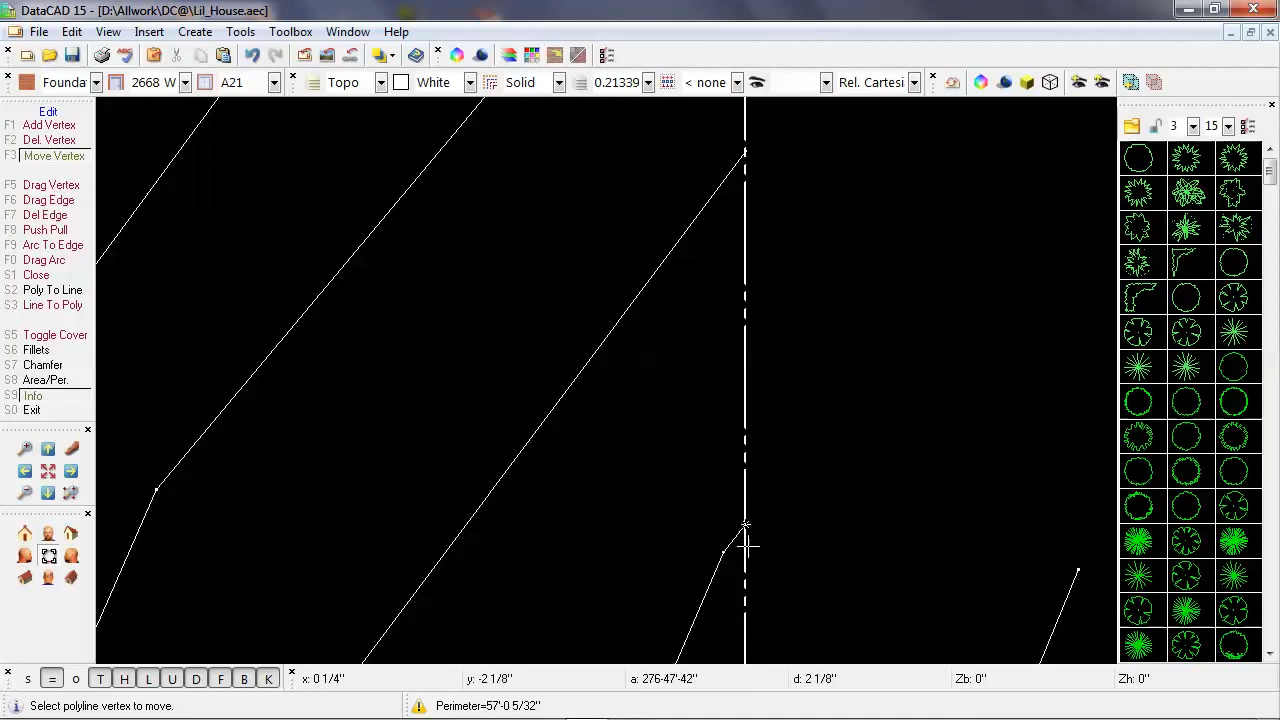 DataCAD 15 - [D:\Allwork\DC@\Lil_House.aec]
File Edit View Insert Create Tools Toolbox Window Help
Founda 2668 W A21 Topo White Solid 0.21339 < none Rel. Cartesi
Edit
F1 Add Vertex
F2 Del. Vertex
F3 Move Vertex
F5 Drag Vertex
F6 Drag Edge
F7 Del Edge
F8 Push Pull
F9 Arc To Edge
F0 Drag Arc
S1 Close
S2 Poly To Line
S3 Line To Poly
S5 Toggle Cover
S6 Fillets
S7 Chamfer
S8 Area/Per.
S9 Info
S0 Exit
3 15
s = o T H L U D F B K x: 0 1/4" y: -2 1/8" a: 276-47-42" d: 2 1/8" Zb: 0" Zh: 0"
Select polyline vertex to move. Perimeter=57'-0 5/32"